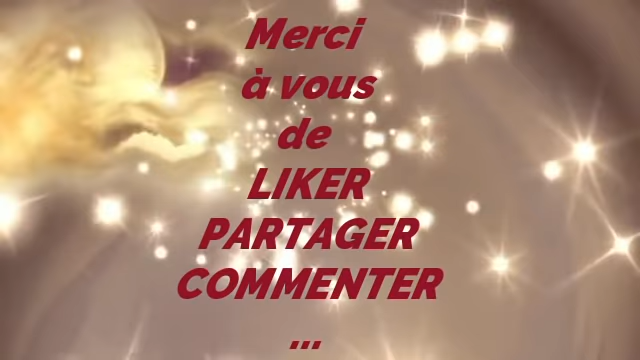 Merci
à vous
de
LIKER
PARTAGER
COMMENTER
...